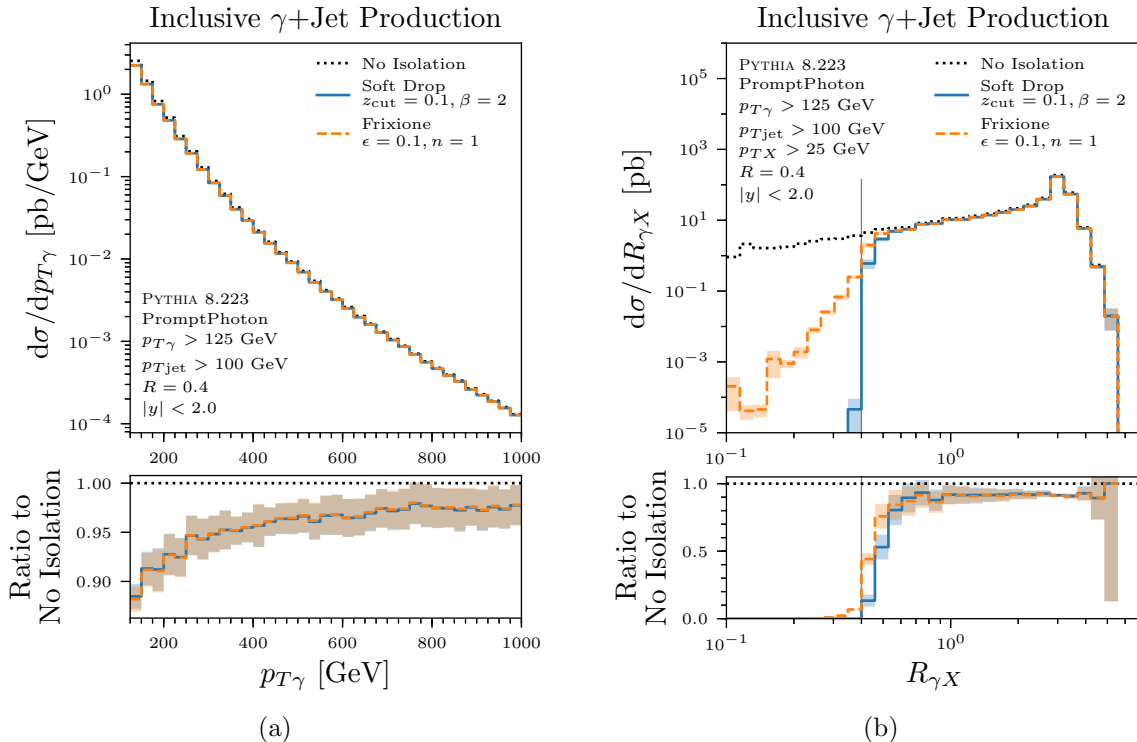 Inclusive γ+Jet Production
No Isolation
Soft Drop
z_cut = 0.1, β = 2
Frixione
ϵ = 0.1, n = 1
PYTHIA 8.223
PromptPhoton
p_Tγ > 125 GeV
p_Tjet > 100 GeV
R = 0.4
|y| < 2.0
dσ/dp_Tγ [pb/GeV]
10^0
10^−1
10^−2
10^−3
10^−4
200 400 600 800 1000
Ratio to
No Isolation
1.00
0.95
0.90
200 400 600 800 1000
p_Tγ [GeV]
(a)
Inclusive γ+Jet Production
PYTHIA 8.223
PromptPhoton
p_Tγ > 125 GeV
p_Tjet > 100 GeV
p_TX > 25 GeV
R = 0.4
|y| < 2.0
No Isolation
Soft Drop
z_cut = 0.1, β = 2
Frixione
ϵ = 0.1, n = 1
dσ/dR_γX [pb]
10^5
10^3
10^1
10^−1
10^−3
10^−5
10^−1 10^0
Ratio to
No Isolation
1.0
0.5
0.0
10^−1 10^0
R_γX
(b)